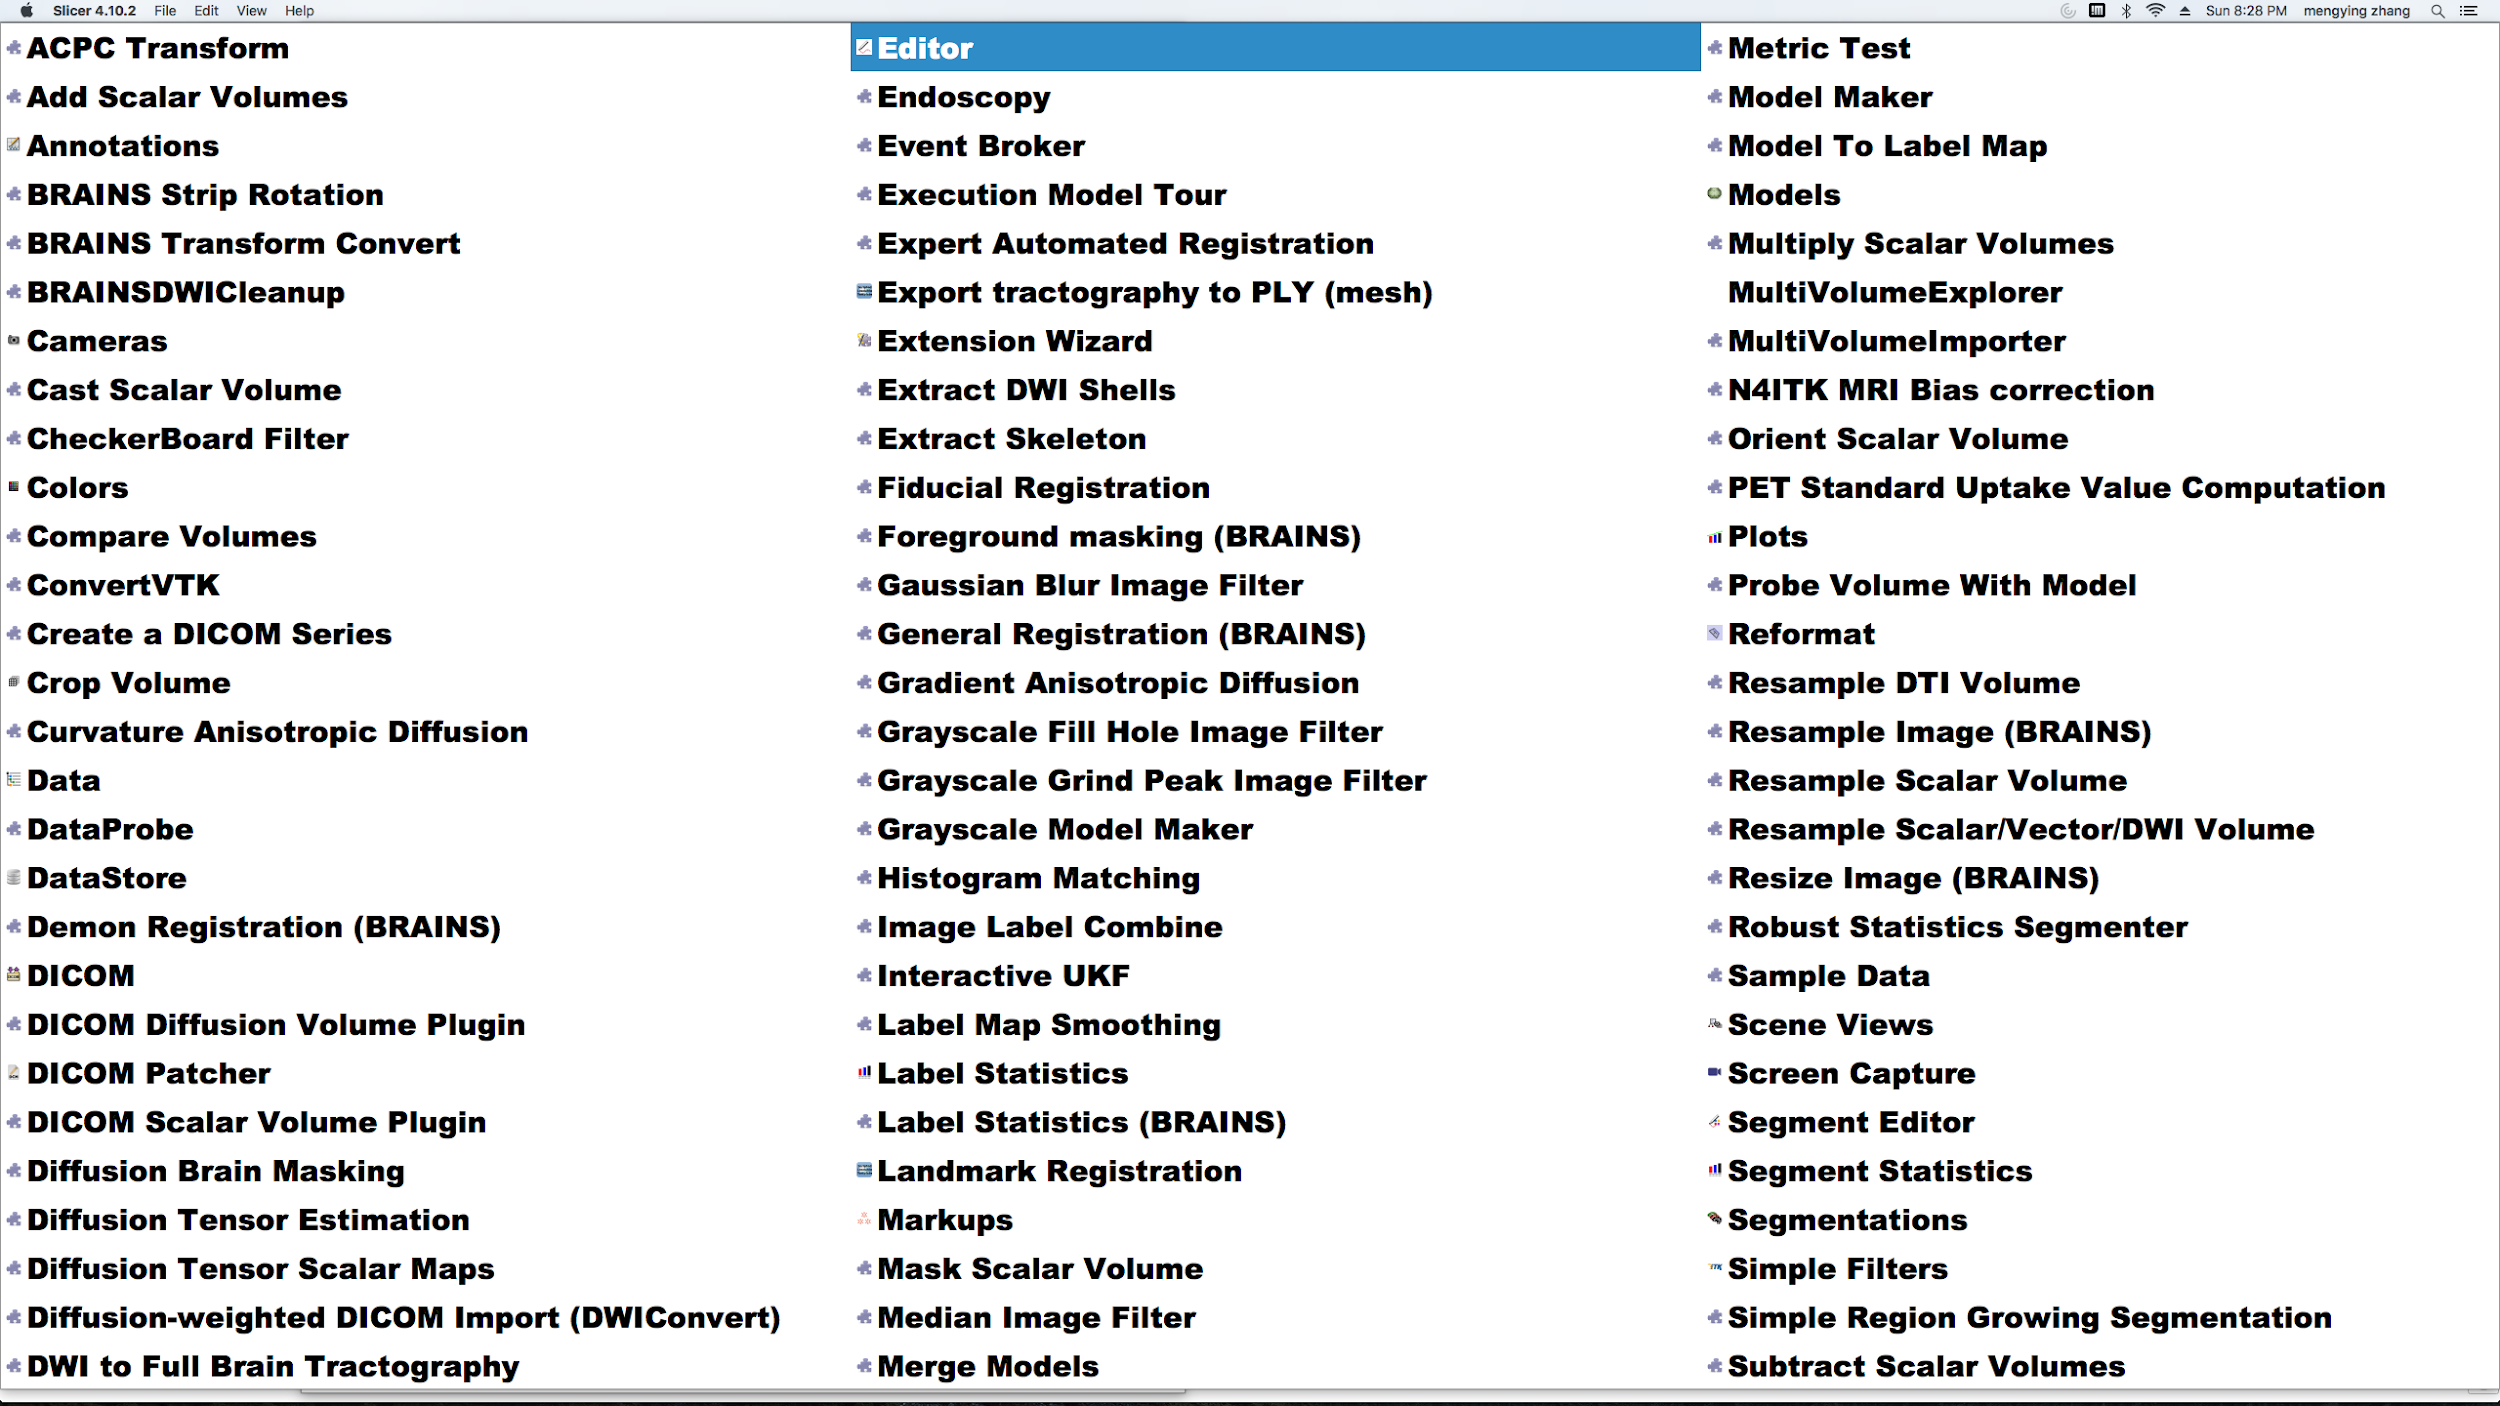 Slicer 4.10.2 File Edit View Help Sun 8:28 PM mengying zhang
ACPC Transform
Add Scalar Volumes
Annotations
BRAINS Strip Rotation
BRAINS Transform Convert
BRAINSDWICleanup
Cameras
Cast Scalar Volume
CheckerBoard Filter
Colors
Compare Volumes
ConvertVTK
Create a DICOM Series
Crop Volume
Curvature Anisotropic Diffusion
Data
DataProbe
DataStore
Demon Registration (BRAINS)
DICOM
DICOM Diffusion Volume Plugin
DICOM Patcher
DICOM Scalar Volume Plugin
Diffusion Brain Masking
Diffusion Tensor Estimation
Diffusion Tensor Scalar Maps
Diffusion-weighted DICOM Import (DWIConvert)
DWI to Full Brain Tractography
Editor
Endoscopy
Event Broker
Execution Model Tour
Expert Automated Registration
Export tractography to PLY (mesh)
Extension Wizard
Extract DWI Shells
Extract Skeleton
Fiducial Registration
Foreground masking (BRAINS)
Gaussian Blur Image Filter
General Registration (BRAINS)
Gradient Anisotropic Diffusion
Grayscale Fill Hole Image Filter
Grayscale Grind Peak Image Filter
Grayscale Model Maker
Histogram Matching
Image Label Combine
Interactive UKF
Label Map Smoothing
Label Statistics
Label Statistics (BRAINS)
Landmark Registration
Markups
Mask Scalar Volume
Median Image Filter
Merge Models
Metric Test
Model Maker
Model To Label Map
Models
Multiply Scalar Volumes
MultiVolumeExplorer
MultiVolumeImporter
N4ITK MRI Bias correction
Orient Scalar Volume
PET Standard Uptake Value Computation
Plots
Probe Volume With Model
Reformat
Resample DTI Volume
Resample Image (BRAINS)
Resample Scalar Volume
Resample Scalar/Vector/DWI Volume
Resize Image (BRAINS)
Robust Statistics Segmenter
Sample Data
Scene Views
Screen Capture
Segment Editor
Segment Statistics
Segmentations
Simple Filters
Simple Region Growing Segmentation
Subtract Scalar Volumes